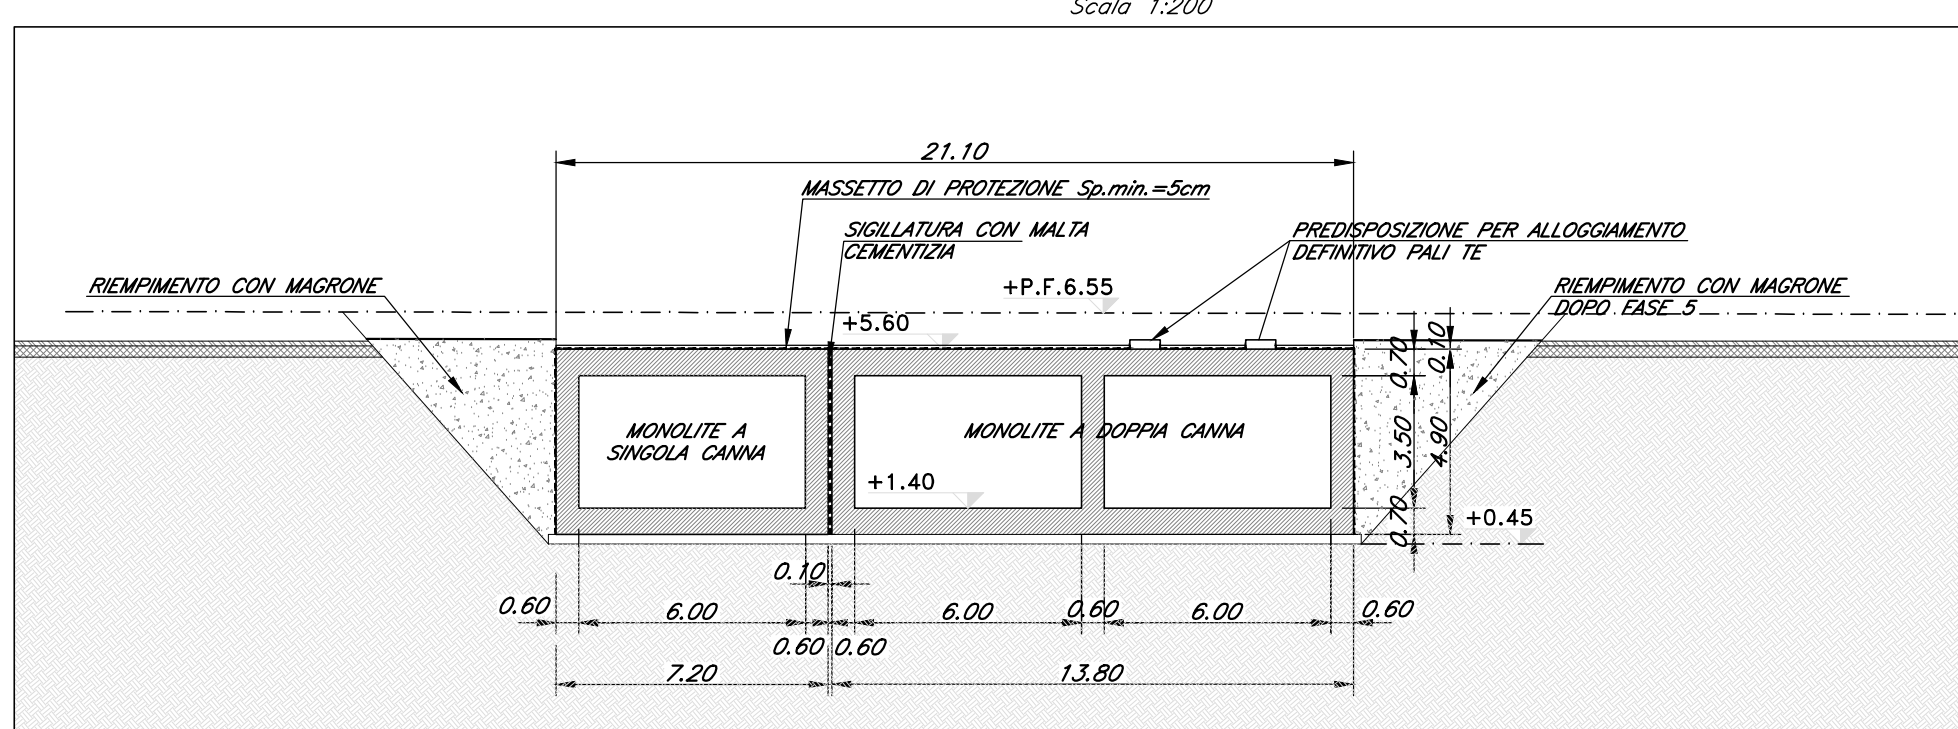 Scala 1:200
21.10
MASSETTO DI PROTEZIONE Sp.min.=5cm
SIGILLATURA CON MALTA
CEMENTIZIA
PREDISPOSIZIONE PER ALLOGGIAMENTO
DEFINITIVO PALI TE
RIEMPIMENTO CON MAGRONE
+P.F.6.55
RIEMPIMENTO CON MAGRONE
DOPO FASE 5
+5.60
0.70
0.10
MONOLITE A
SINGOLA CANNA
MONOLITE A DOPPIA CANNA
3.50
4.90
+1.40
0.70
+0.45
0.10
0.60
6.00
6.00
0.60
6.00
0.60
0.60
0.60
7.20
13.80